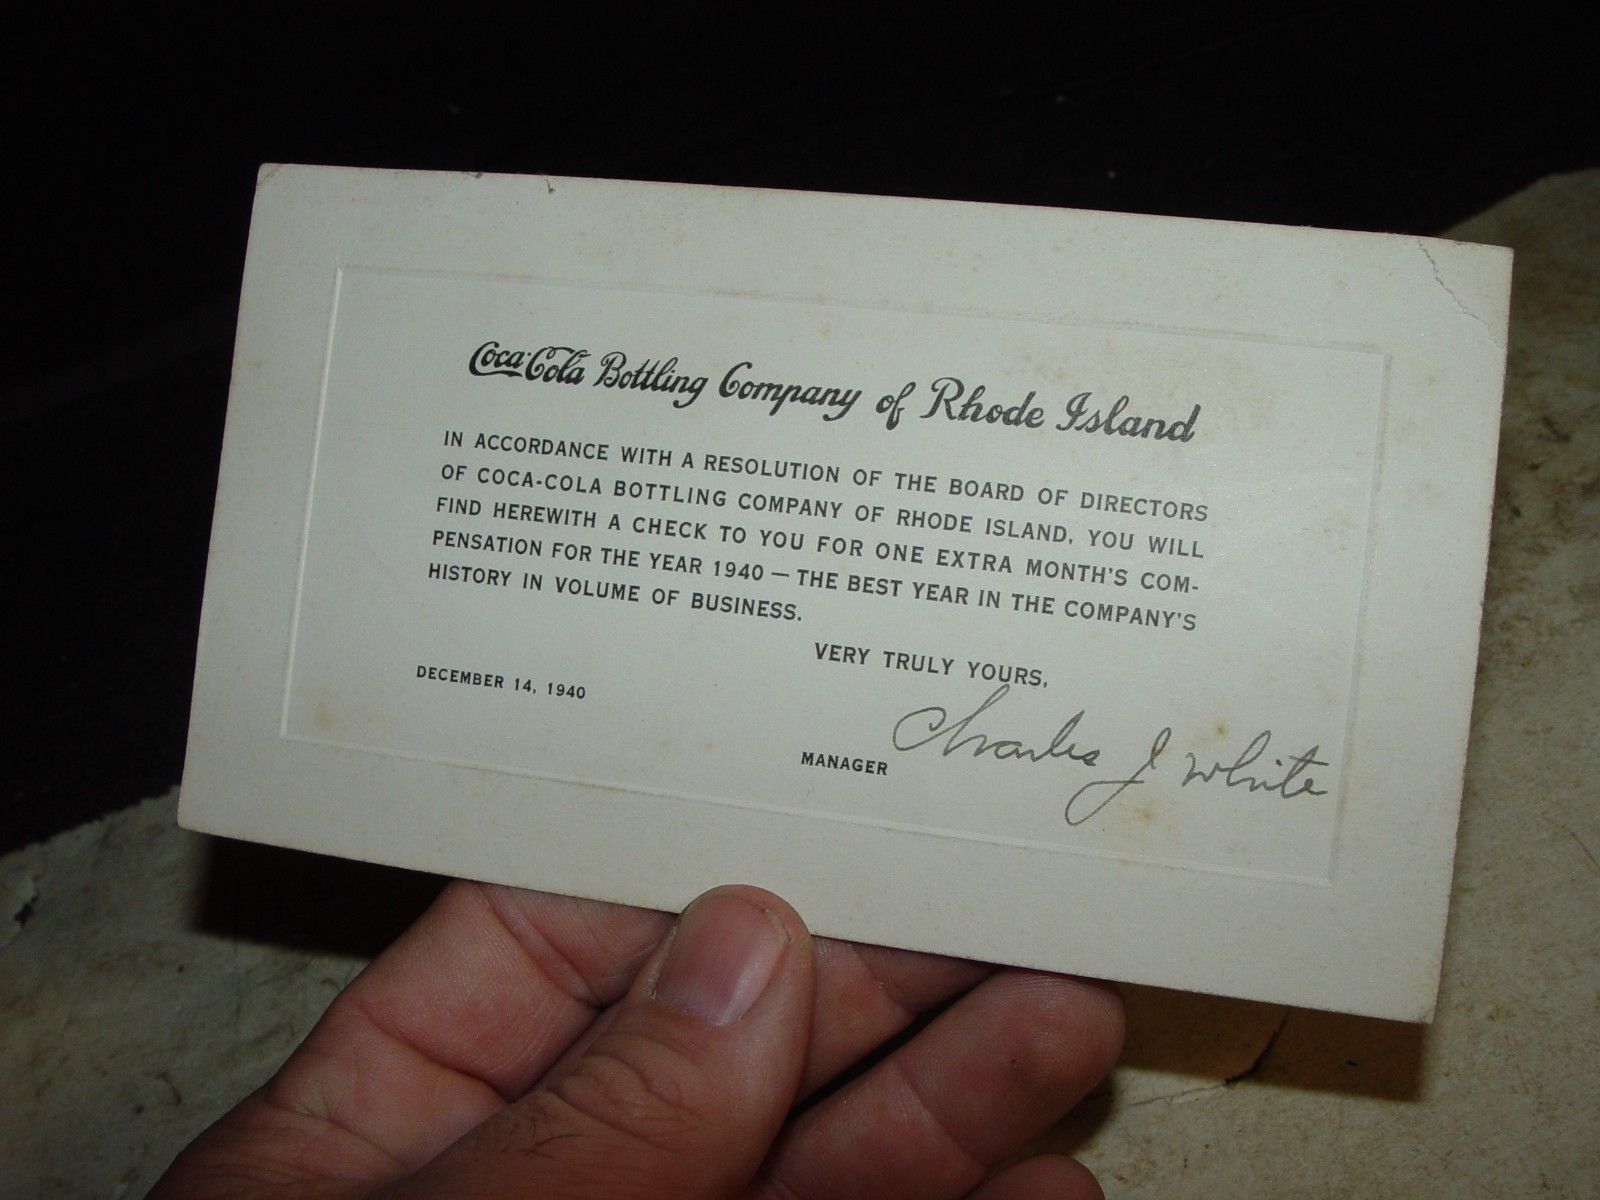 Coca-Cola Bottling Company of Rhode Island
IN ACCORDANCE WITH A RESOLUTION OF THE BOARD OF DIRECTORS
OF COCA-COLA BOTTLING COMPANY OF RHODE ISLAND, YOU WILL
FIND HEREWITH A CHECK TO YOU FOR ONE EXTRA MONTH'S COM-
PENSATION FOR THE YEAR 1940 — THE BEST YEAR IN THE COMPANY'S
HISTORY IN VOLUME OF BUSINESS.
VERY TRULY YOURS,
DECEMBER 14, 1940
Charles J White
MANAGER